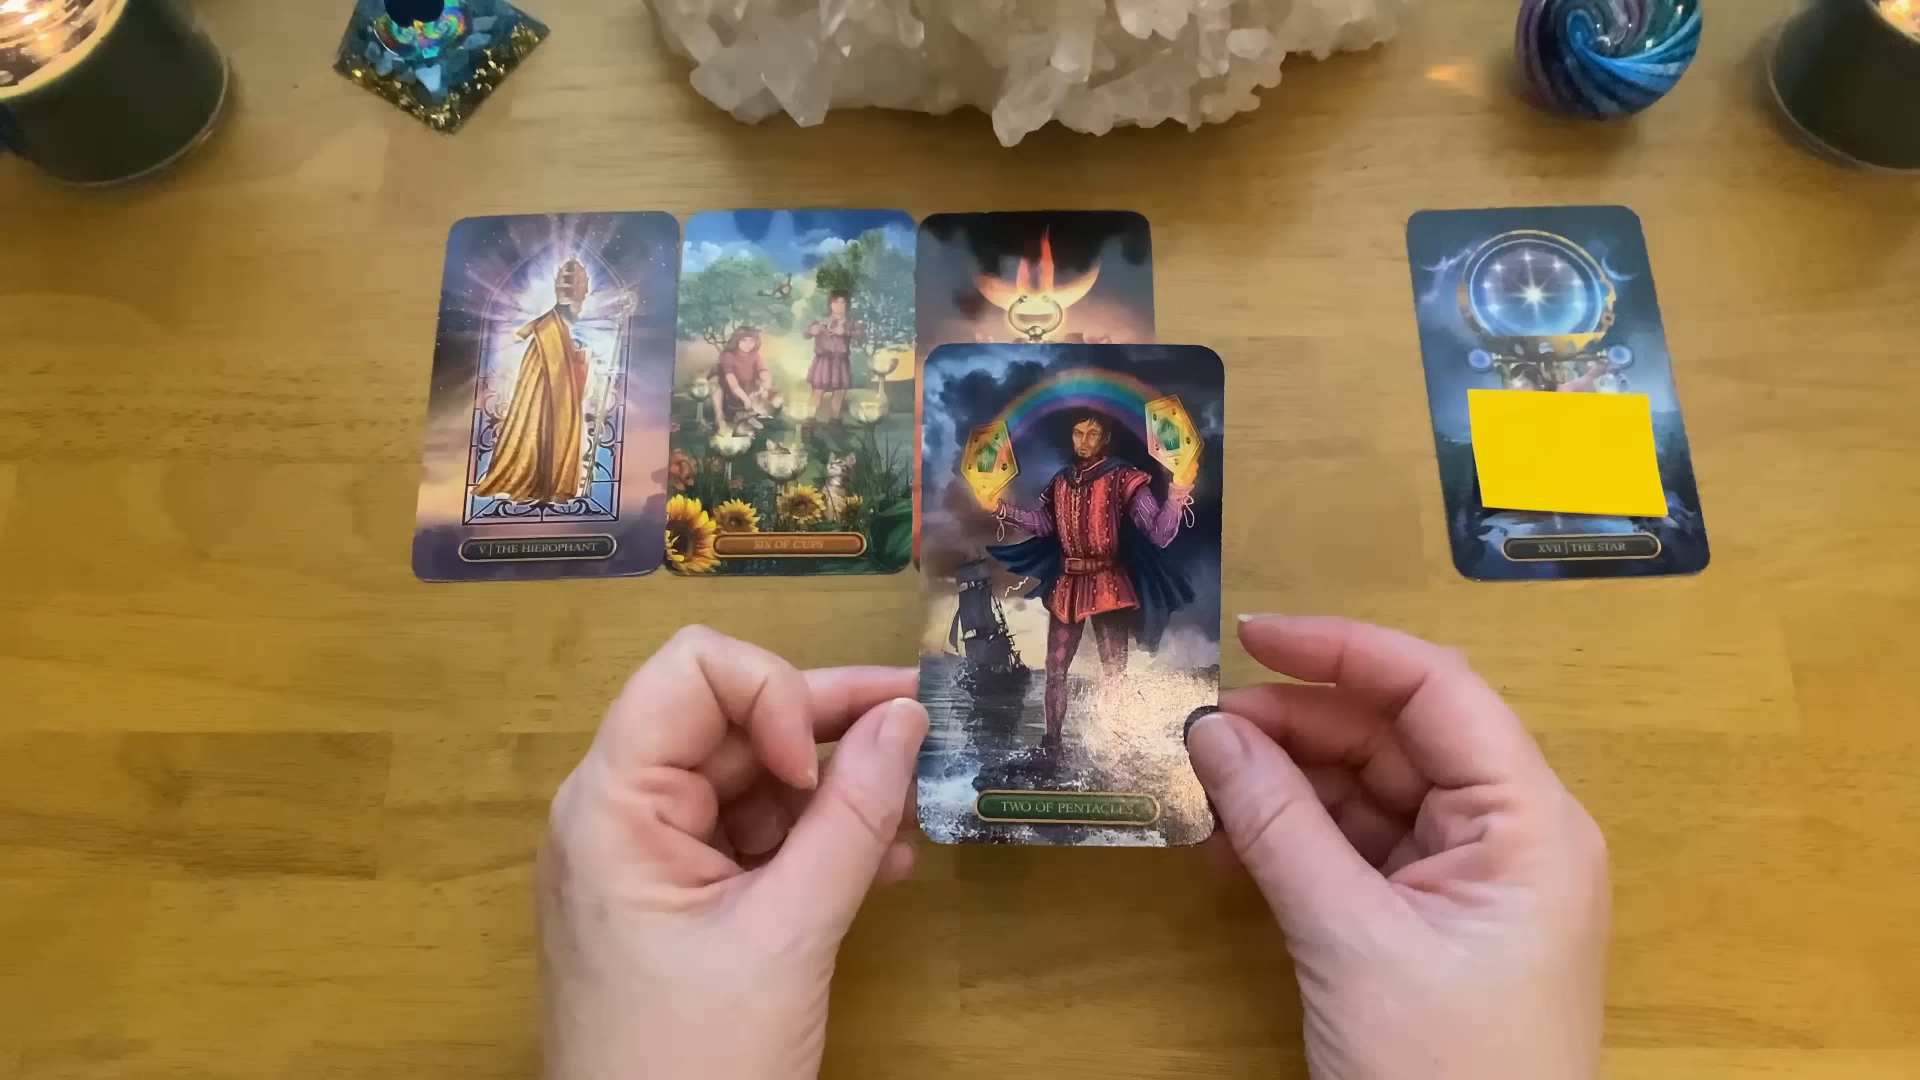 V | THE HIEROPHANT
SIX OF CUPS
XVII | THE STAR
TWO OF PENTACLES